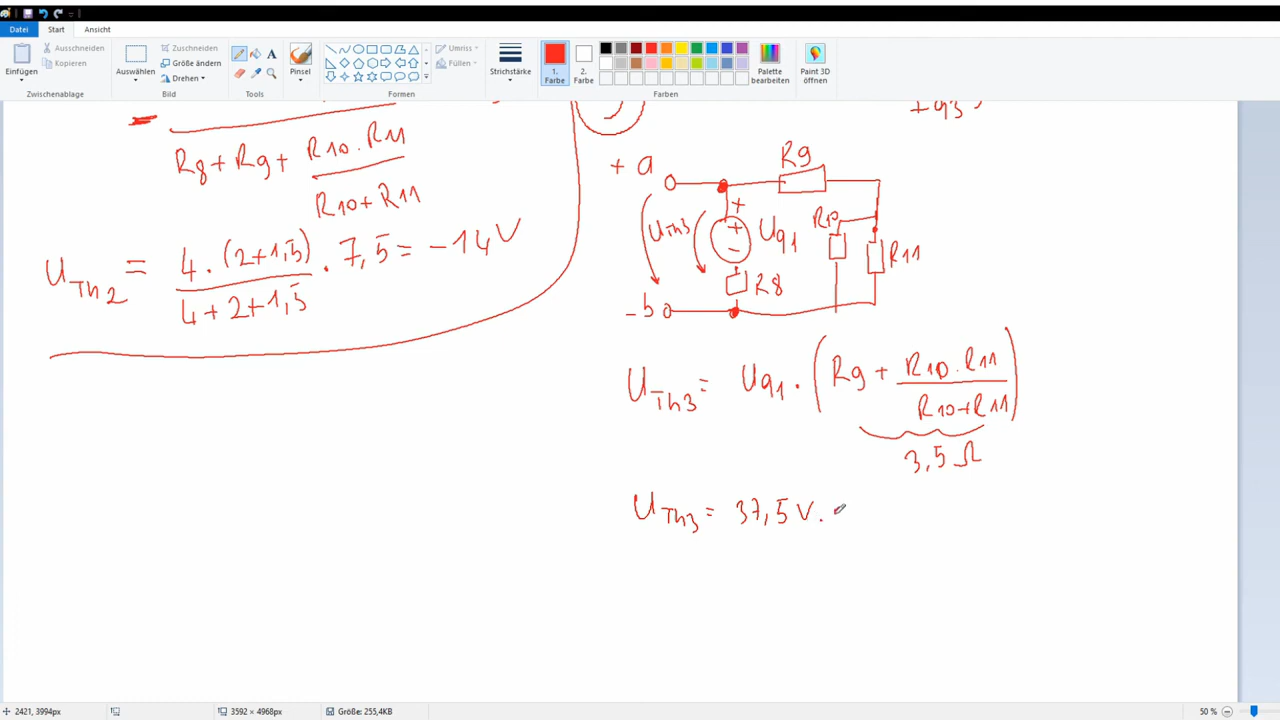 Datei Start Ansicht
Einfügen
Ausschneiden
Kopieren
Zwischenablage
Auswählen
Zuschneiden
Größe ändern
Drehen
Bild
A
Tools
Pinsel
Umriss
Füllen
Formen
Strichstärke
1.
Farbe
2.
Farbe
Palette
bearbeiten
Paint 3D
öffnen
Farben
=
R8 + R9 + R10 . R11
R10 + R11
UTh2 = 4 . (2+1,5) . 7,5 = -14V
4 + 2 + 1,5
+ a
R9
+
UTh3
+
-
Uq1
R10
R11
R8
- b
UTh3 = Uq1 . (R9 + R10 . R11)
R10+R11
3,5 Ω
UTh3 = 37,5 V .
2421, 3994px
3592 × 4968px
Größe: 255,4KB
50 %